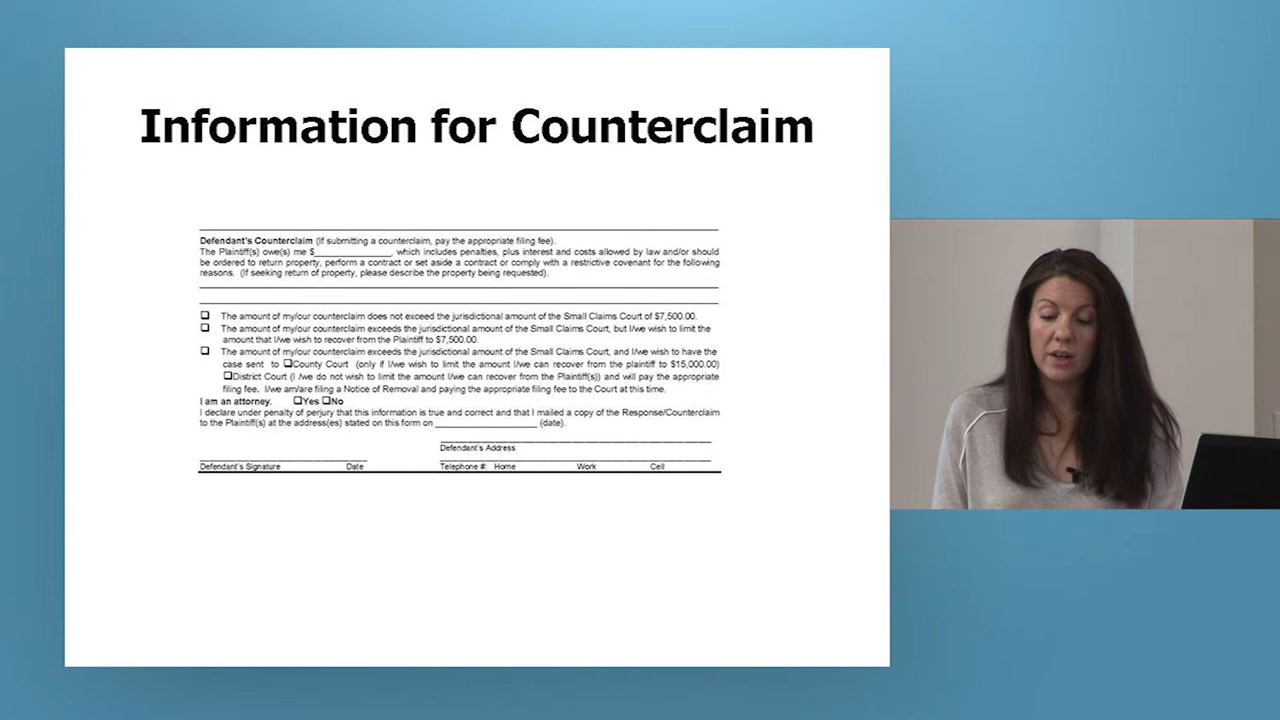 Information for Counterclaim
Defendant's Counterclaim (If submitting a counterclaim, pay the appropriate filing fee).
The Plaintiff(s) owe(s) me $_______________, which includes penalties, plus interest and costs allowed by law and/or should
be ordered to return property, perform a contract or set aside a contract or comply with a restrictive covenant for the following
reasons. (If seeking return of property, please describe the property being requested).
❑ The amount of my/our counterclaim does not exceed the jurisdictional amount of the Small Claims Court of $7,500.00.
❑ The amount of my/our counterclaim exceeds the jurisdictional amount of the Small Claims Court, but I/we wish to limit the
amount that I/we wish to recover from the Plaintiff to $7,500.00.
❑ The amount of my/our counterclaim exceeds the jurisdictional amount of the Small Claims Court, and I/we wish to have the
case sent to ❑County Court (only if I/we wish to limit the amount I/we can recover from the plaintiff to $15,000.00)
❑District Court (I /we do not wish to limit the amount I/we can recover from the Plaintiff(s)) and will pay the appropriate
filing fee. I/we am/are filing a Notice of Removal and paying the appropriate filing fee to the Court at this time.
I am an attorney. ❑Yes ❑No
I declare under penalty of perjury that this information is true and correct and that I mailed a copy of the Response/Counterclaim
to the Plaintiff(s) at the address(es) stated on this form on ____________________ (date).
Defendant's Address
Defendant's Signature Date Telephone #: Home Work Cell